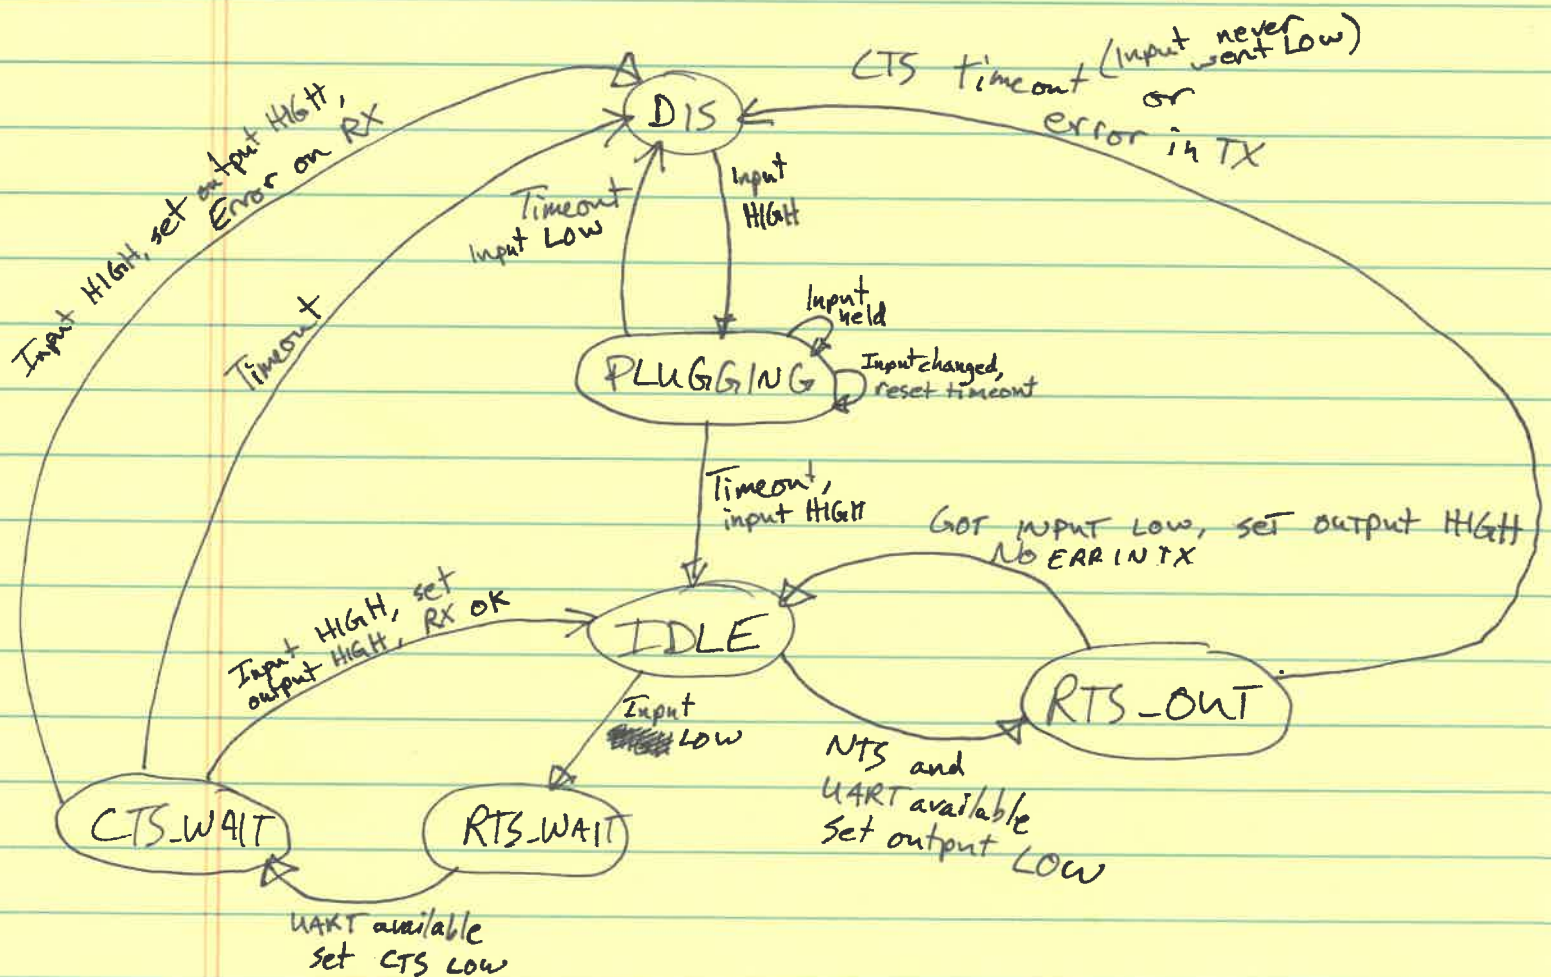 CTS timeout (Input never
went Low)
or
error in TX
DIS
Input HIGH, set output HIGH,
Error on RX
Timeout
Timeout
Input LOW
Input
HIGH
Input
held
PLUGGING
Input changed,
reset timeout
Timeout,
input HIGH
GOT INPUT LOW, SET OUTPUT HIGH
No ERR IN TX
Input HIGH, set
output HIGH, RX OK
IDLE
RTS_OUT
Input
LOW
NTS and
UART available
Set output LOW
CTS_WAIT
RTS_WAIT
UART available
set CTS LOW